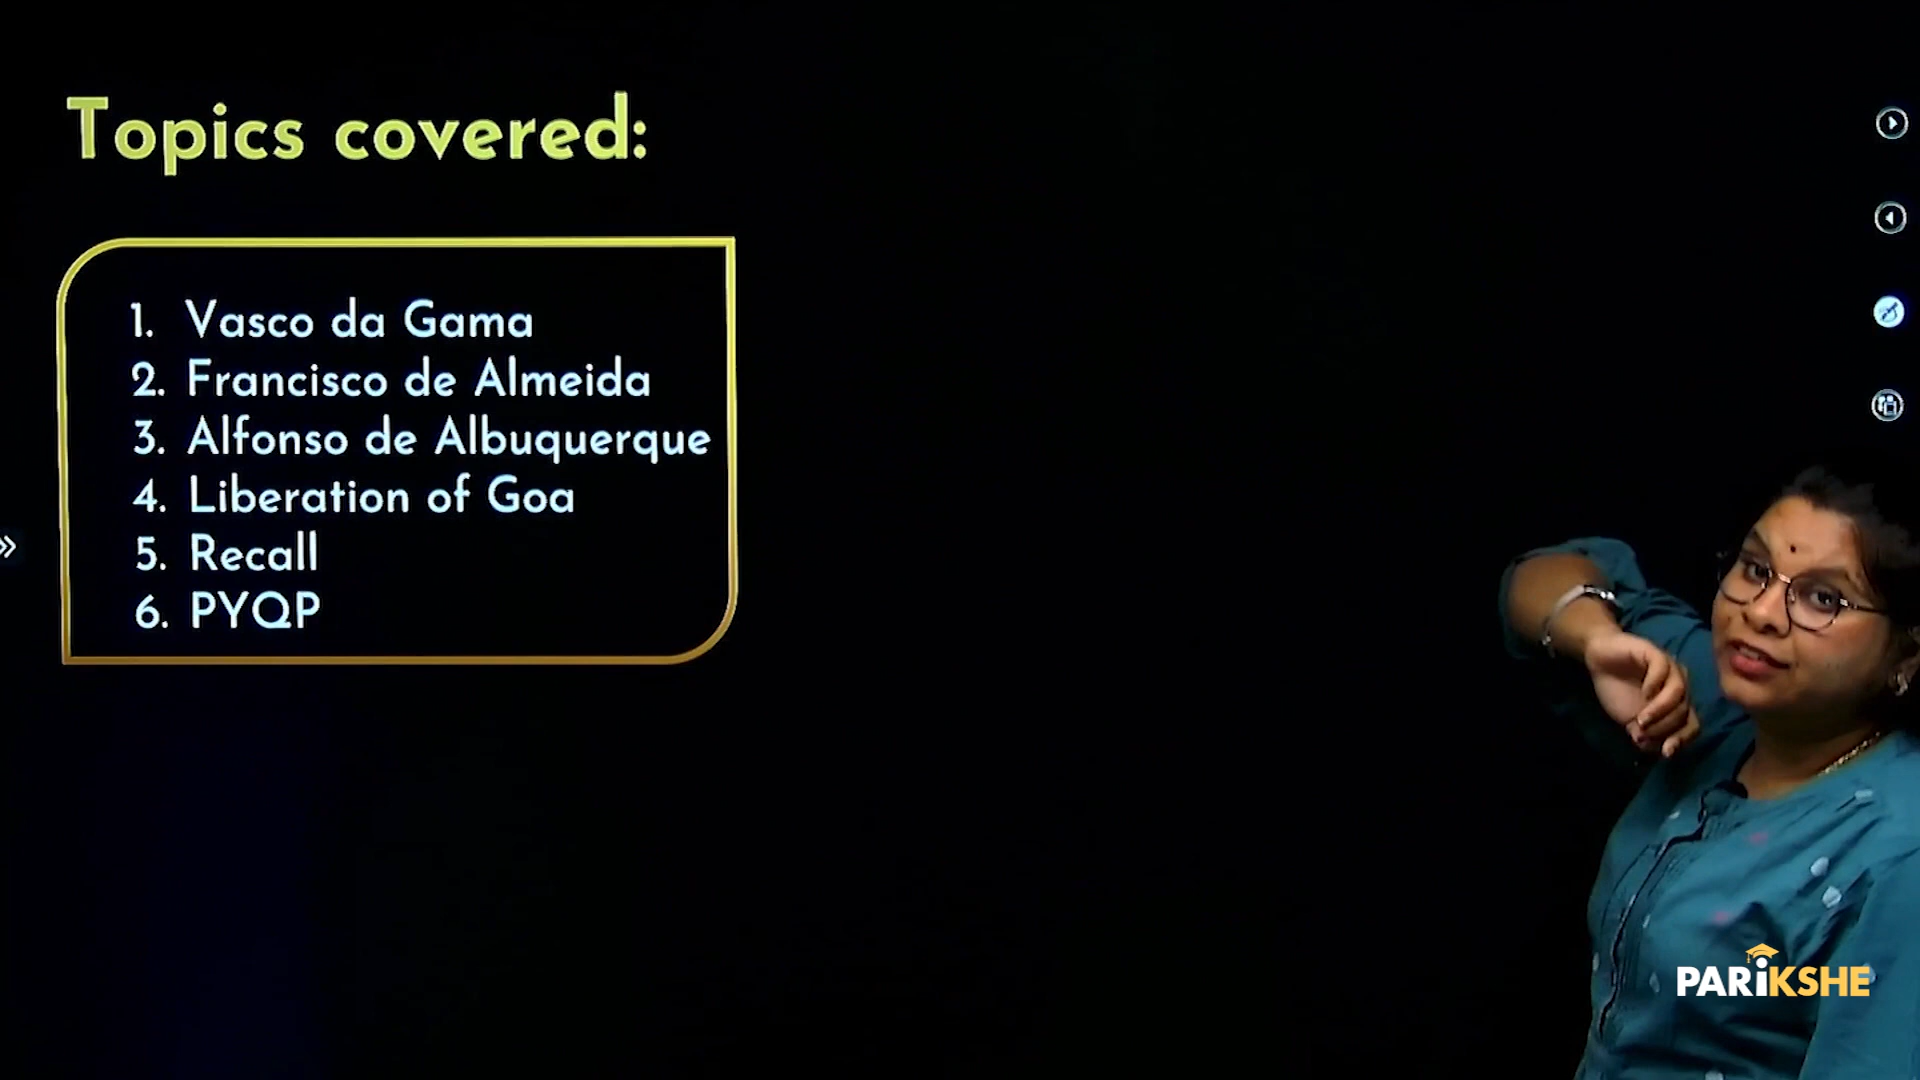 Topics covered:
1. Vasco da Gama
2. Francisco de Almeida
3. Alfonso de Albuquerque
4. Liberation of Goa
5. Recall
6. PYQP
PARiKSHE